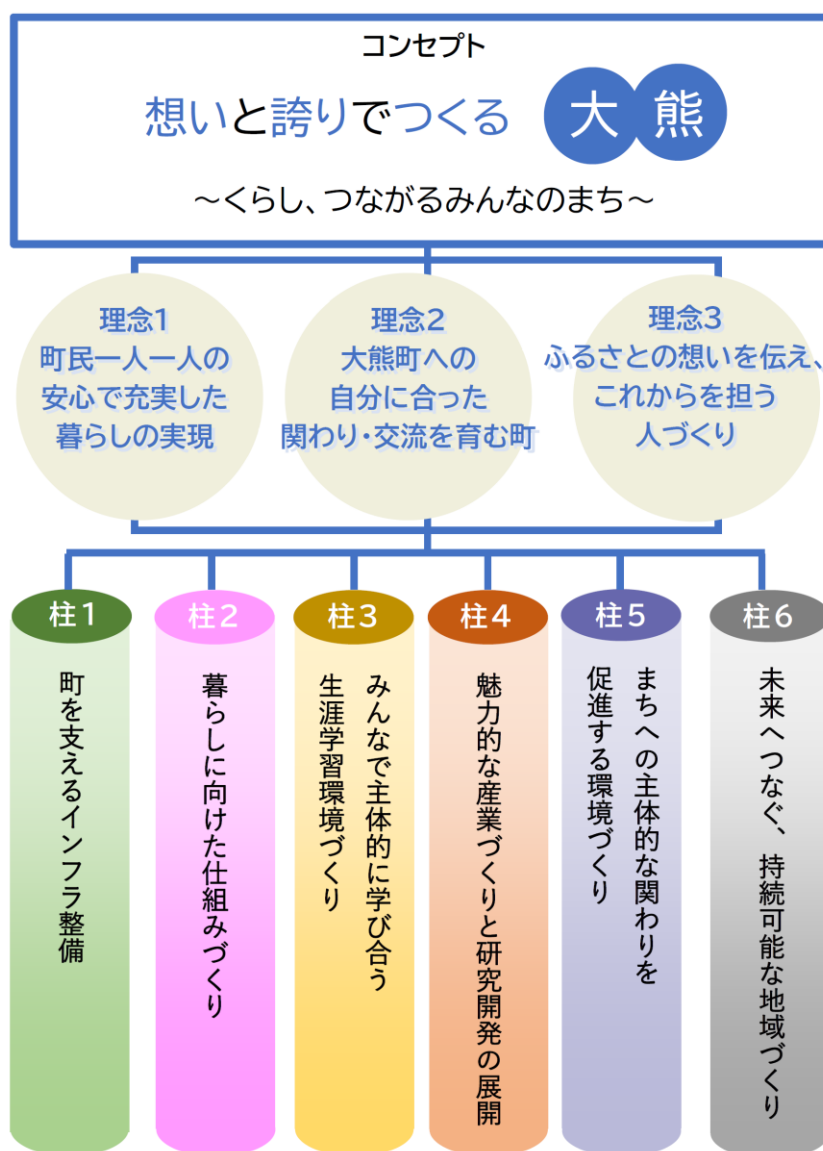 コンセプト
想いと誇りでつくる 大熊
～くらし、つながるみんなのまち～
理念1
町民一人一人の
安心で充実した
暮らしの実現
理念2
大熊町への
自分に合った
関わり・交流を育む町
理念3
ふるさとの想いを伝え、
これからを担う
人づくり
柱1
町を支えるインフラ整備
柱2
暮らしに向けた仕組みづくり
柱3
みんなで主体的に学び合う
生涯学習環境づくり
柱4
魅力的な産業づくりと研究開発の展開
柱5
まちへの主体的な関わりを
促進する環境づくり
柱6
未来へつなぐ、持続可能な地域づくり